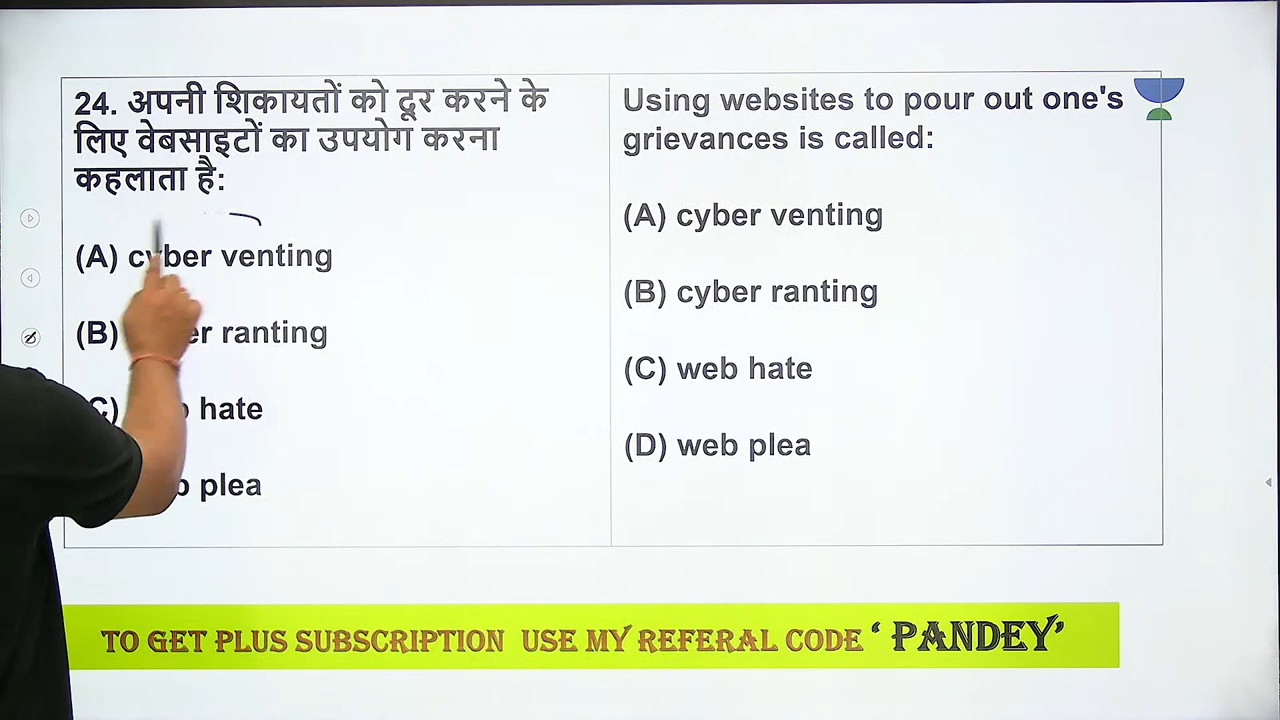 24. अपनी शिकायतों को दूर करने के
लिए वेबसाइटों का उपयोग करना
कहलाता है:
(A) cyber venting
(B) ranting
hate
plea
Using websites to pour out one's
grievances is called:
(A) cyber venting
(B) cyber ranting
(C) web hate
(D) web plea
TO GET PLUS SUBSCRIPTION USE MY REFERAL CODE ‘ PANDEY’